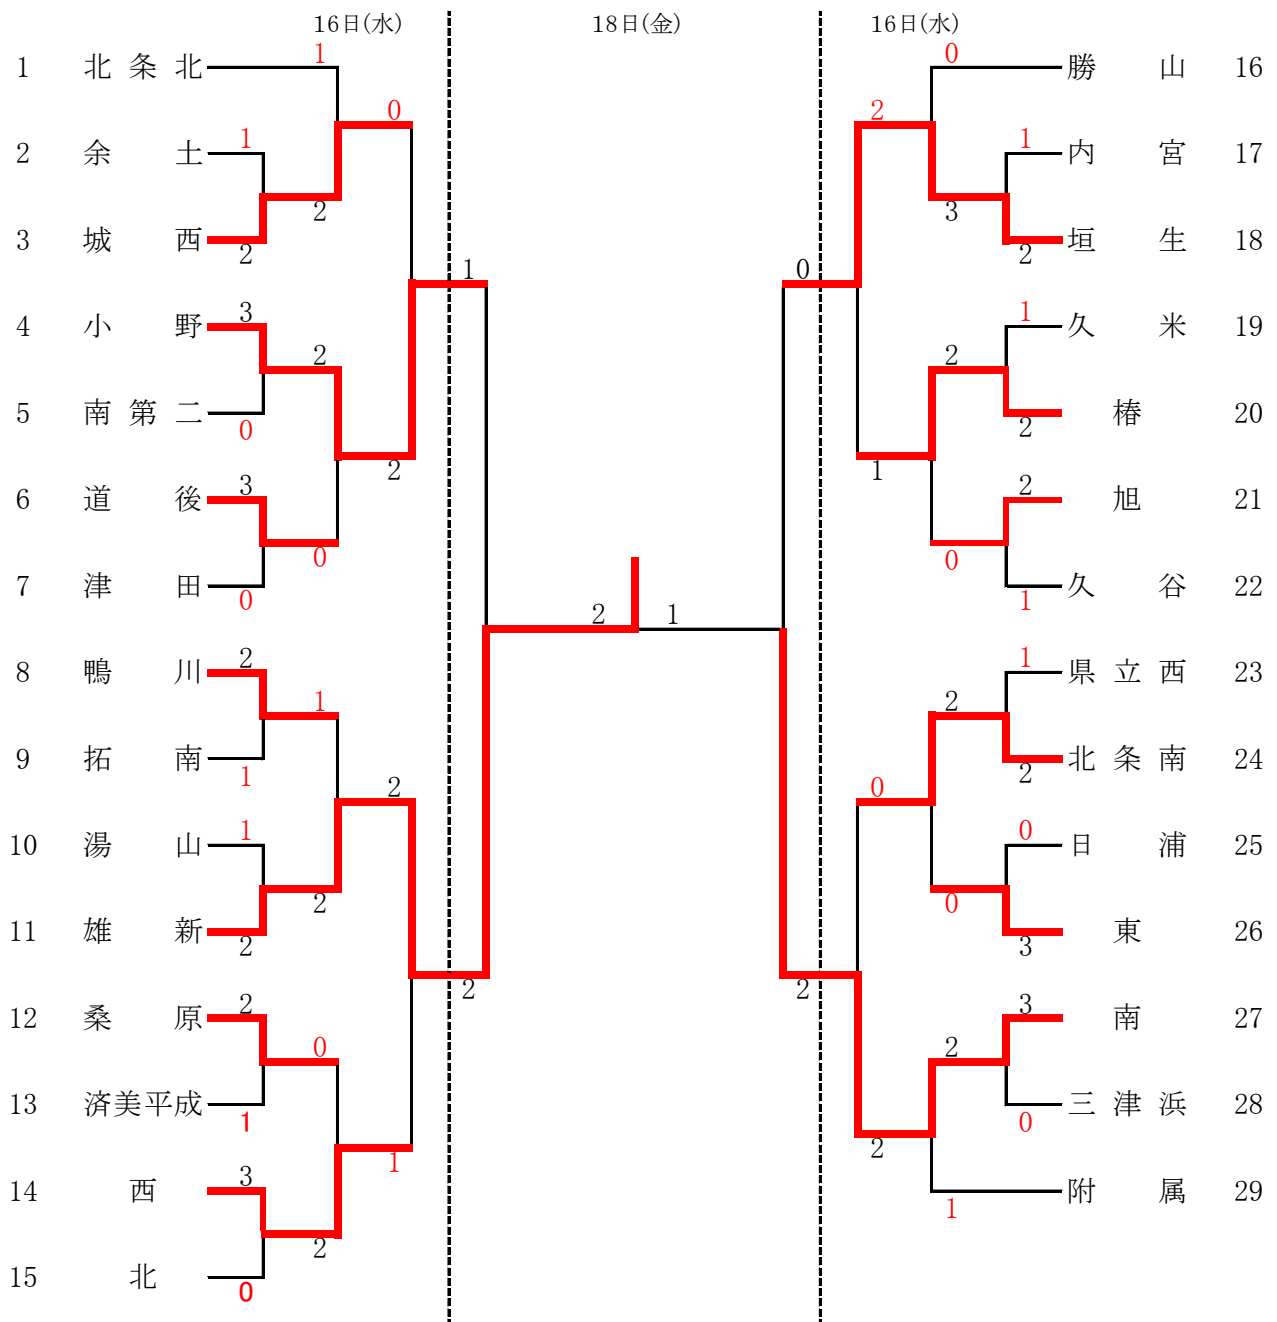 16日(水) 18日(金) 16日(水)
1 北条北 1 0 勝山 16
0 2
2 余土 1 1 内宮 17
2 3
3 城西 2 2 垣生 18
1 0
4 小野 3 1 久米 19
2 2
5 南第二 0 2 椿 20
2 1
6 道後 3 2 旭 21
0 0
7 津田 0 1 久谷 22
2 1
8 鴨川 2 1 県立西 23
1 2
9 拓南 1 2 北条南 24
2 0
10 湯山 1 0 日浦 25
2 0
11 雄新 2 3 東 26
2 2
12 桑原 2 3 南 27
0 2
13 済美平成 1 0 三津浜 28
1 2
14 西 3 1 附属 29
2
15 北 0